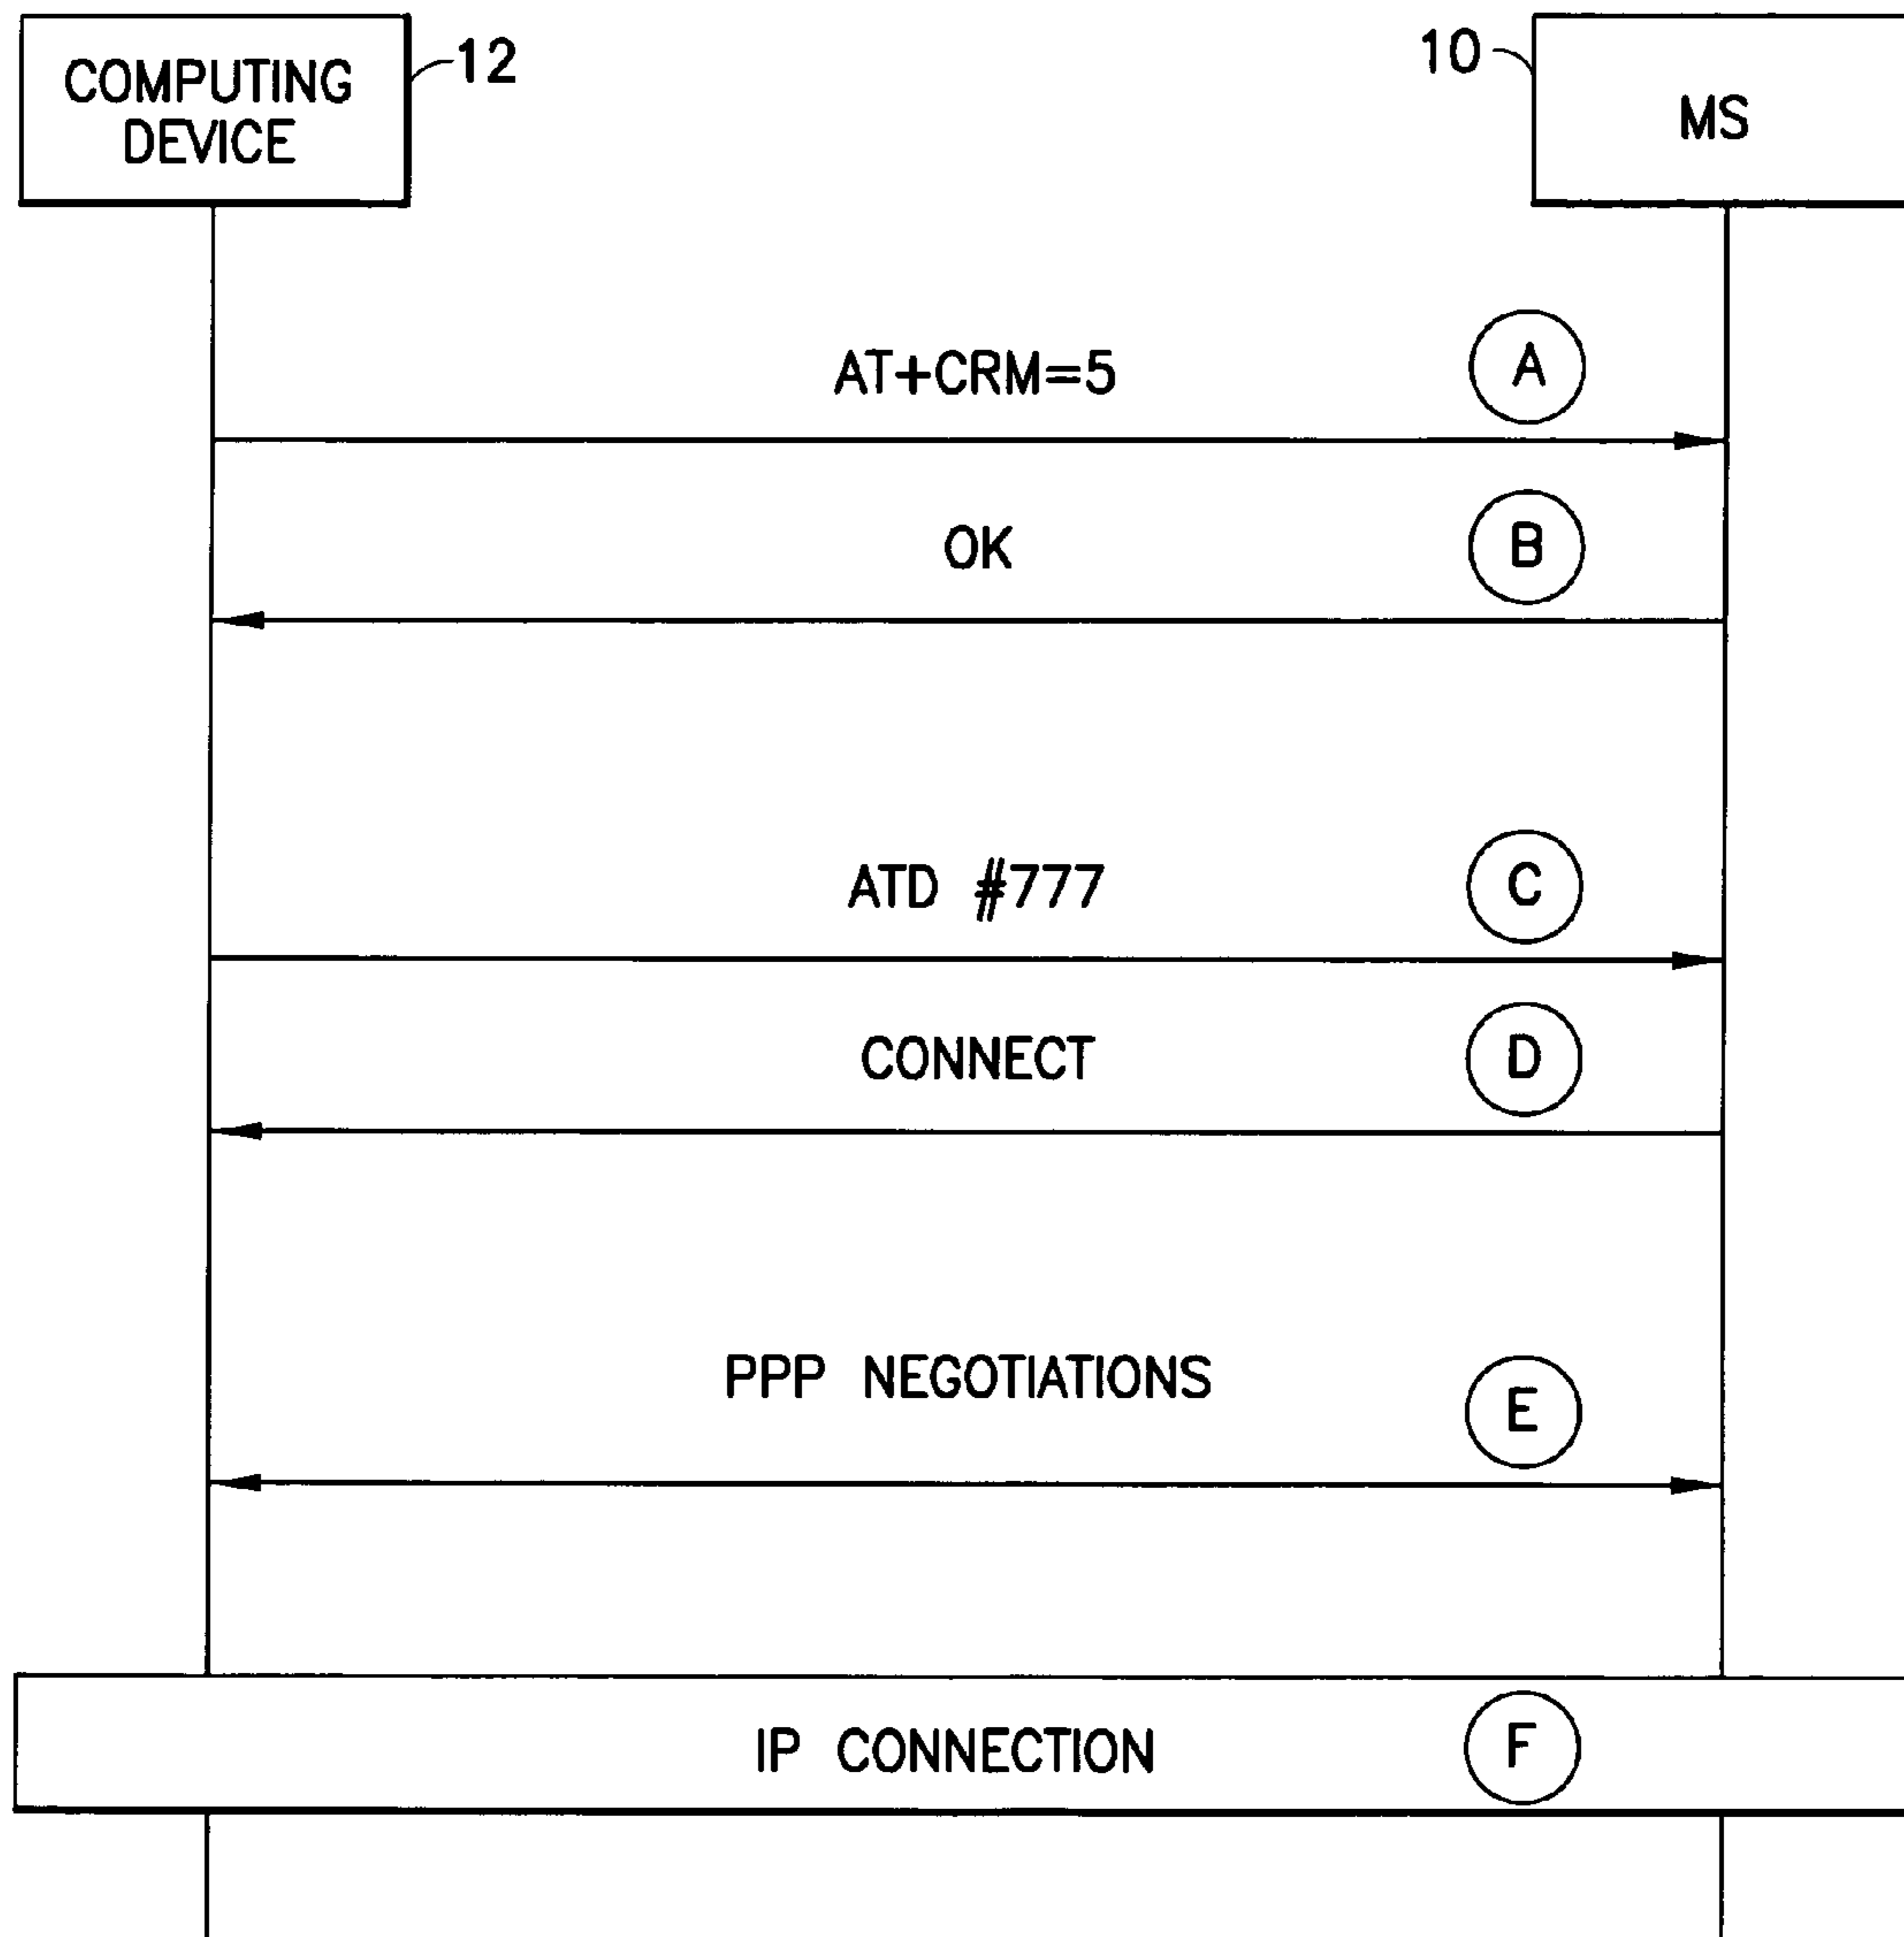 COMPUTING
DEVICE
12
10
MS
AT+CRM=5
A
OK
B
ATD #777
C
CONNECT
D
PPP NEGOTIATIONS
E
IP CONNECTION
F